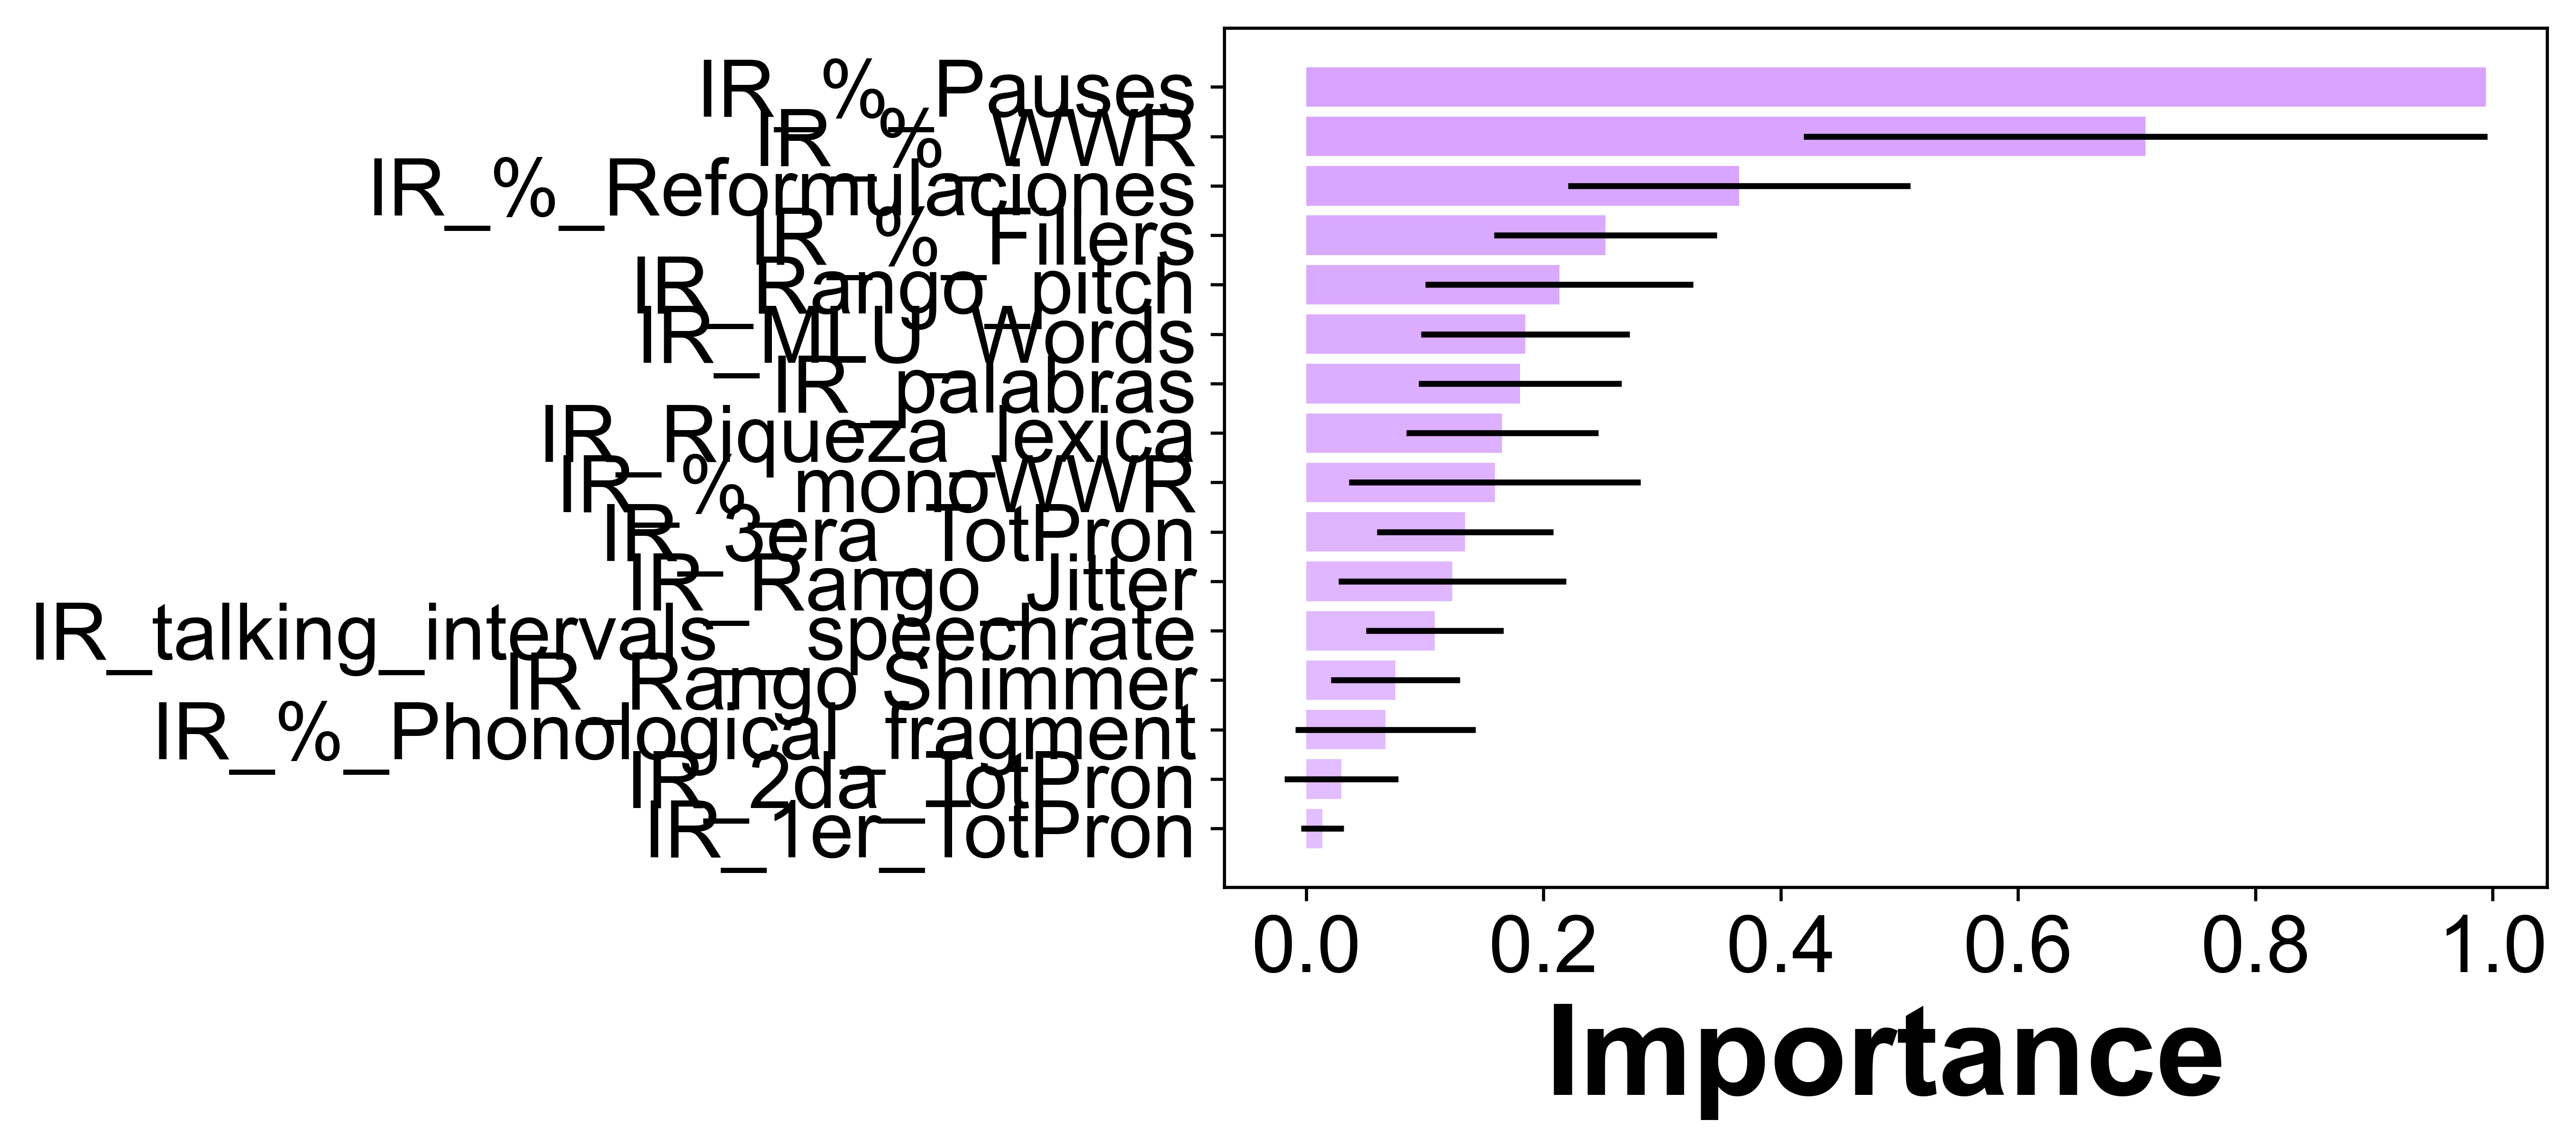 IR_%_Pauses
IR_%_WWR
IR_%_Reformulaciones
IR_%_Fillers
IR_Rango_pitch
IR_MLU_Words
IR_palabras
IR_Riqueza_lexica
IR_%_monoWWR
IR_3era_TotPron
IR_Rango_Jitter
IR_talking_intervals__speechrate
IR_Rango Shimmer
IR_%_Phonological_fragment
IR_2da_TotPron
IR_1er_TotPron
0.0 0.2 0.4 0.6 0.8 1.0
Importance